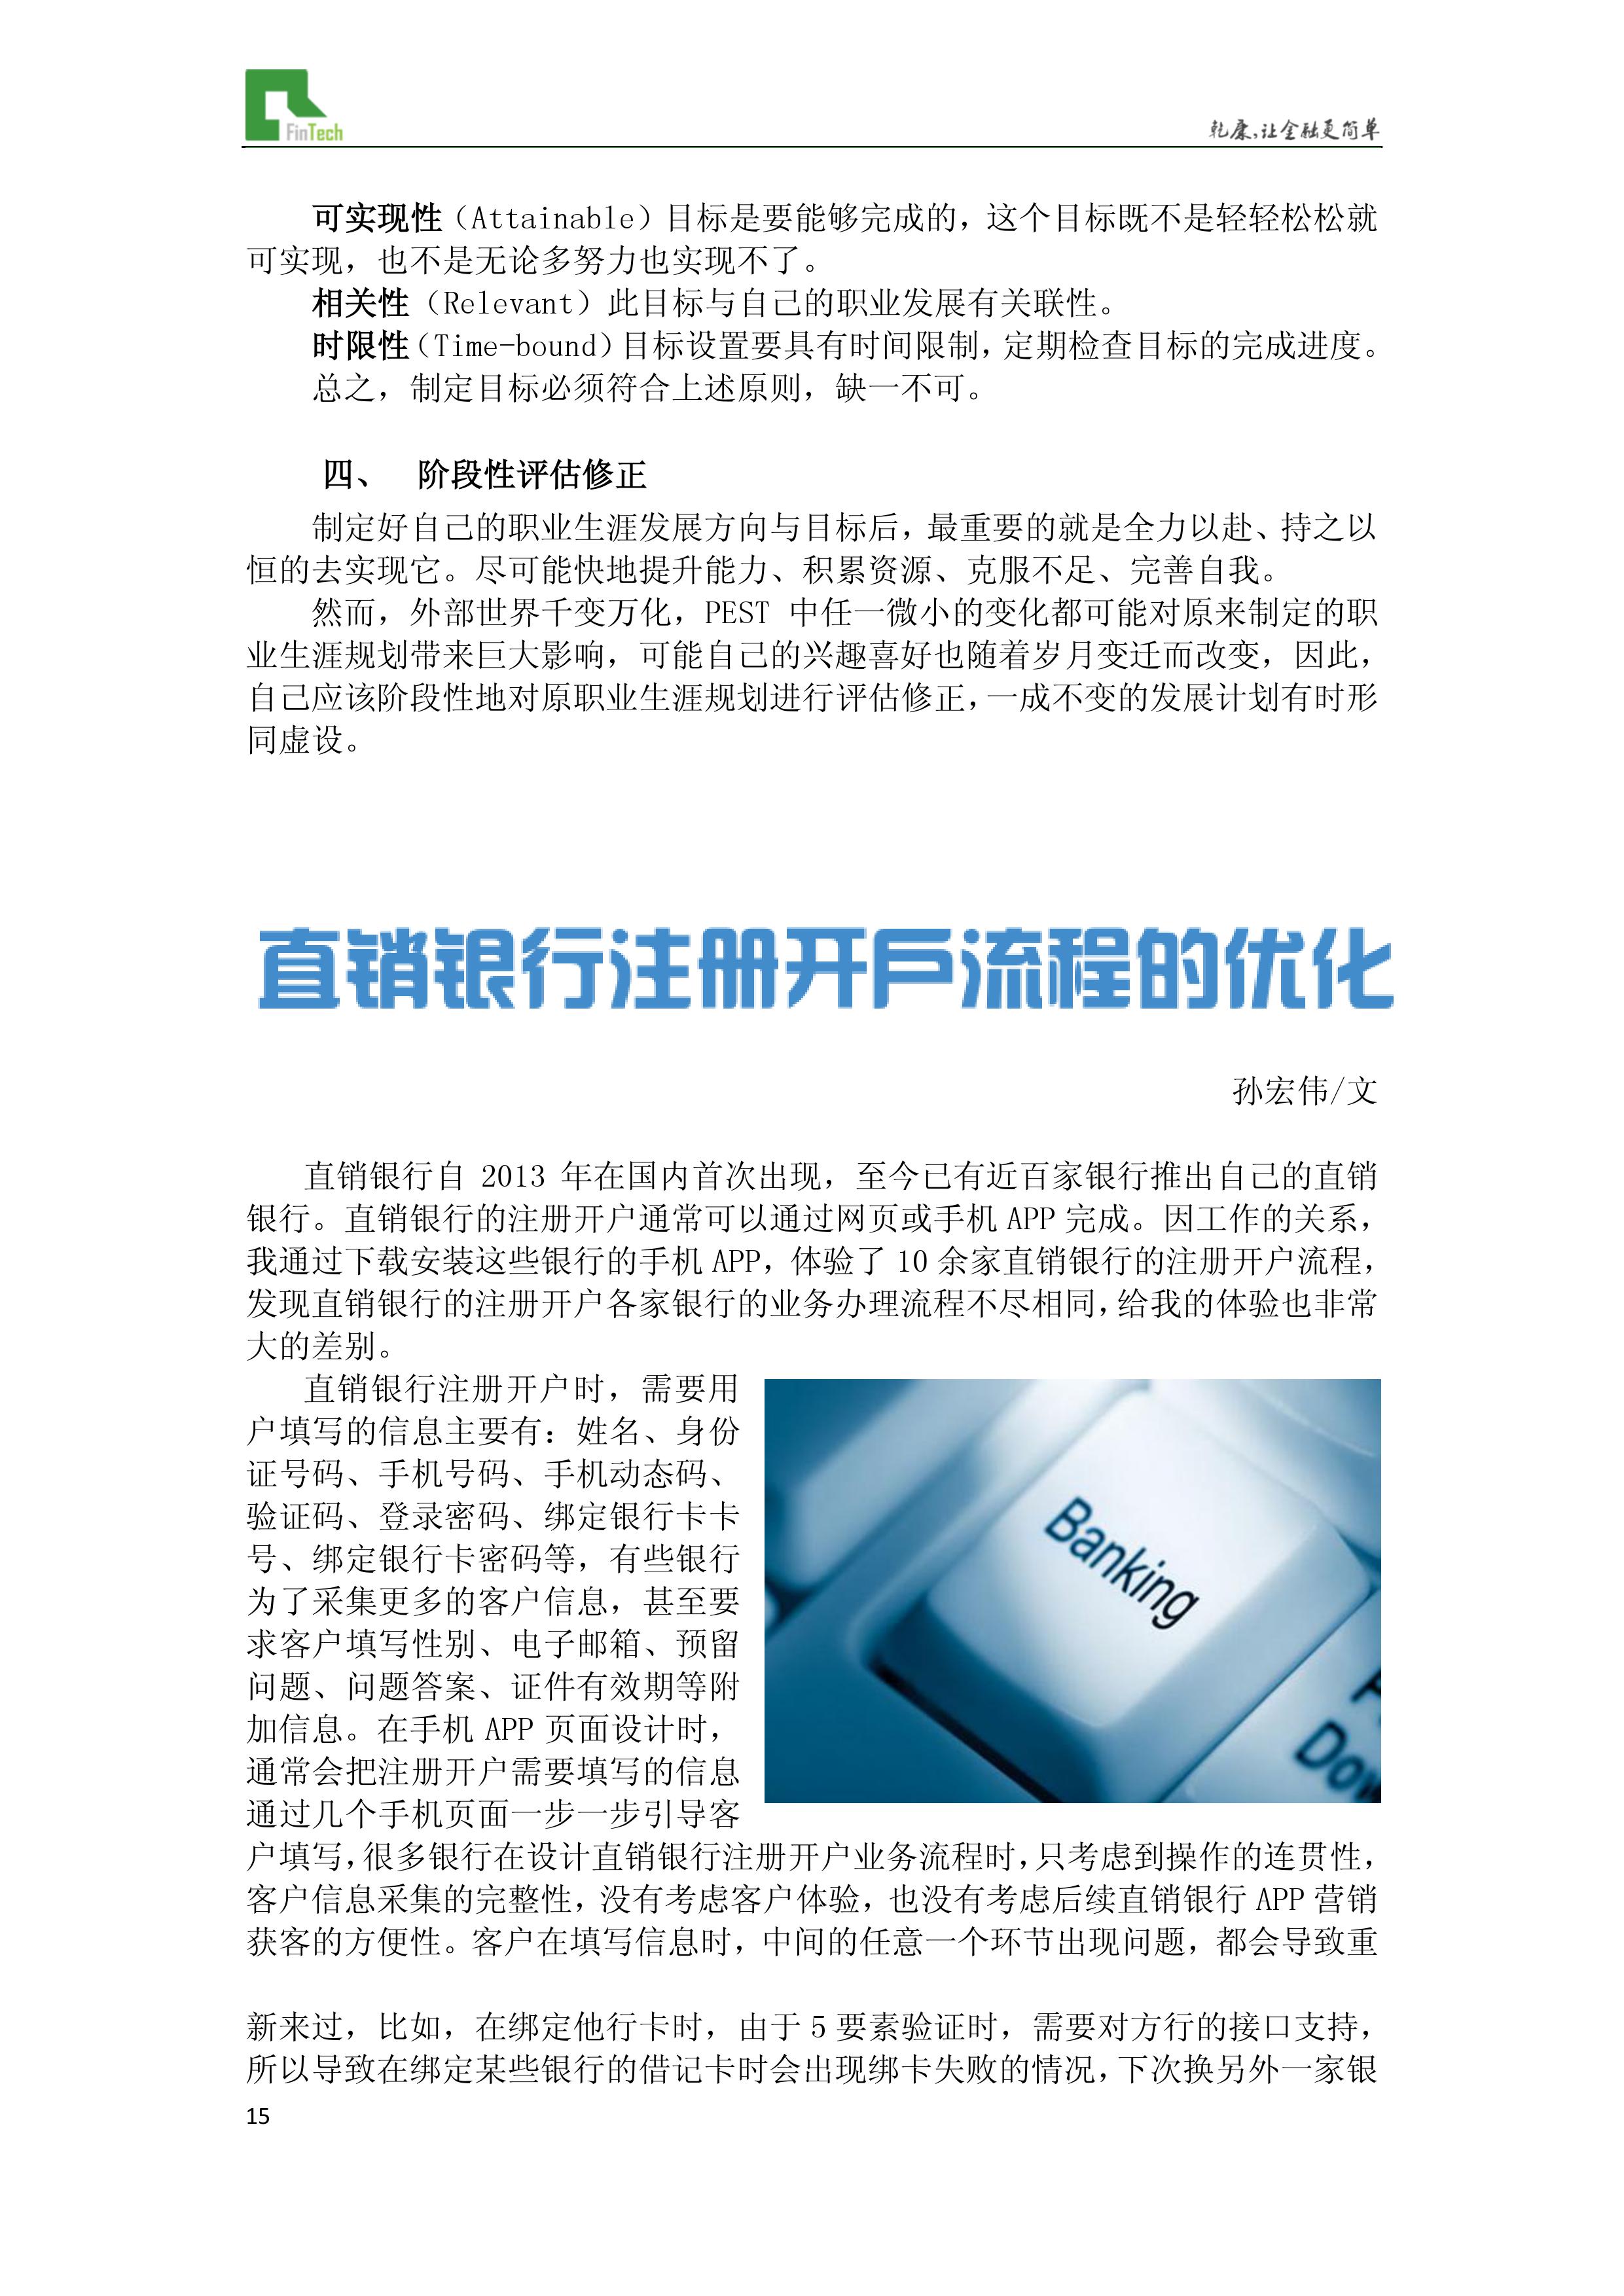 FinTech
乾康,让金融更简单
可实现性（Attainable）目标是要能够完成的，这个目标既不是轻轻松松就
可实现，也不是无论多努力也实现不了。
相关性（Relevant）此目标与自己的职业发展有关联性。
时限性（Time-bound）目标设置要具有时间限制，定期检查目标的完成进度。
总之，制定目标必须符合上述原则，缺一不可。
四、 阶段性评估修正
制定好自己的职业生涯发展方向与目标后，最重要的就是全力以赴、持之以
恒的去实现它。尽可能快地提升能力、积累资源、克服不足、完善自我。
然而，外部世界千变万化，PEST 中任一微小的变化都可能对原来制定的职
业生涯规划带来巨大影响，可能自己的兴趣喜好也随着岁月变迁而改变，因此，
自己应该阶段性地对原职业生涯规划进行评估修正，一成不变的发展计划有时形
同虚设。
直销银行注册开户流程的优化
孙宏伟/文
直销银行自 2013 年在国内首次出现，至今已有近百家银行推出自己的直销
银行。直销银行的注册开户通常可以通过网页或手机 APP 完成。因工作的关系，
我通过下载安装这些银行的手机 APP，体验了 10 余家直销银行的注册开户流程，
发现直销银行的注册开户各家银行的业务办理流程不尽相同，给我的体验也非常
大的差别。
直销银行注册开户时，需要用
户填写的信息主要有：姓名、身份
证号码、手机号码、手机动态码、
验证码、登录密码、绑定银行卡卡
号、绑定银行卡密码等，有些银行
为了采集更多的客户信息，甚至要
求客户填写性别、电子邮箱、预留
问题、问题答案、证件有效期等附
加信息。在手机 APP 页面设计时，
通常会把注册开户需要填写的信息
通过几个手机页面一步一步引导客
Banking
Dow
户填写，很多银行在设计直销银行注册开户业务流程时，只考虑到操作的连贯性，
客户信息采集的完整性，没有考虑客户体验，也没有考虑后续直销银行 APP 营销
获客的方便性。客户在填写信息时，中间的任意一个环节出现问题，都会导致重
新来过，比如，在绑定他行卡时，由于 5 要素验证时，需要对方行的接口支持，
所以导致在绑定某些银行的借记卡时会出现绑卡失败的情况，下次换另外一家银
15